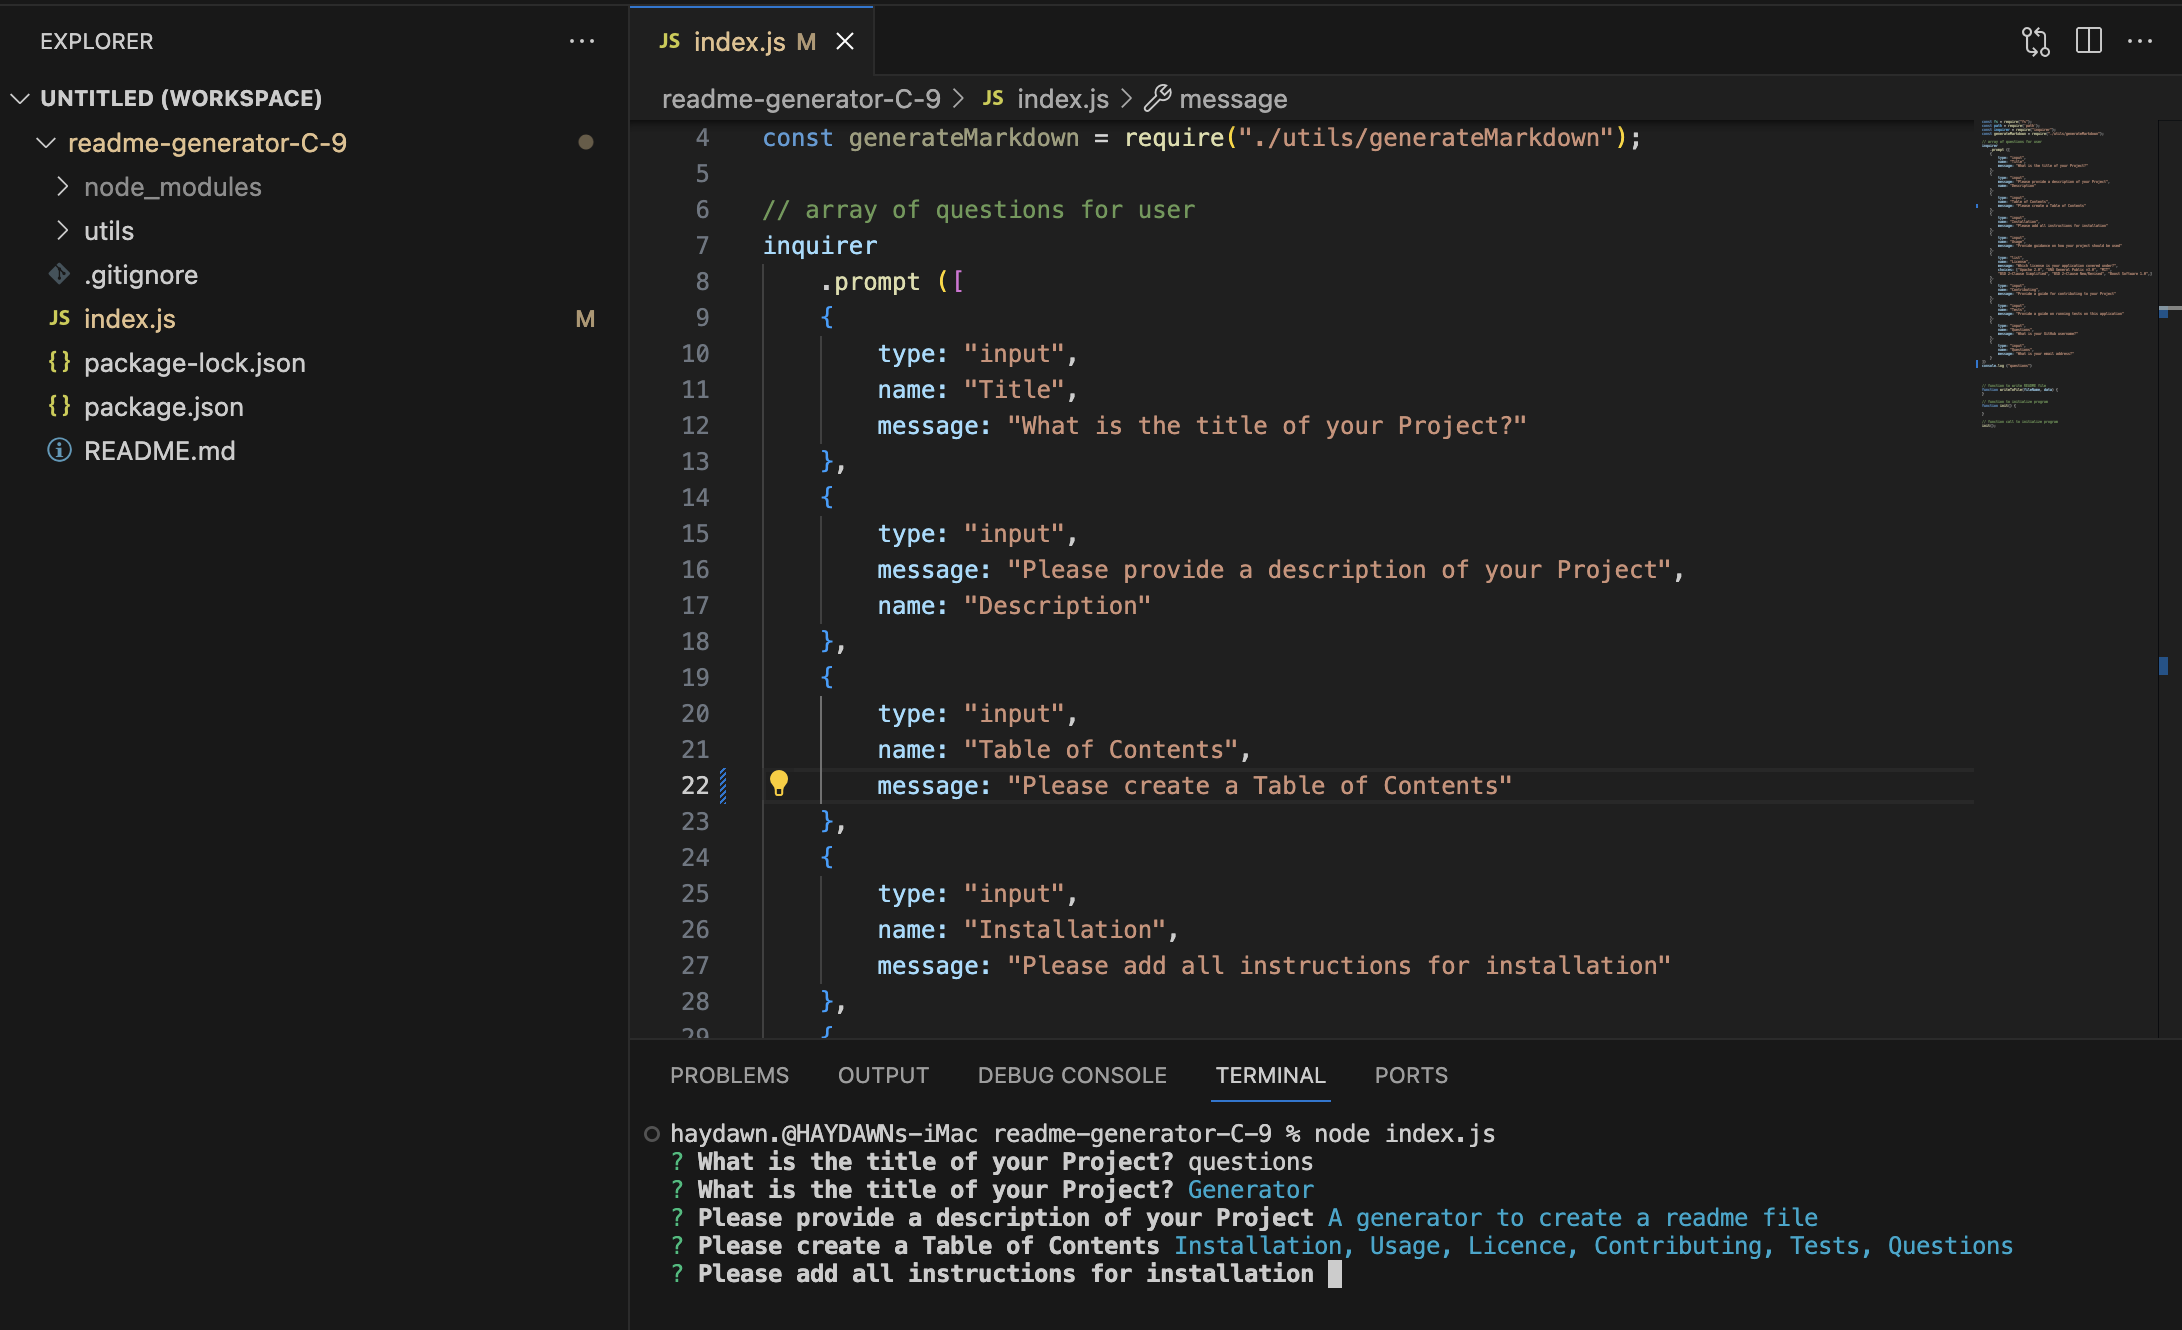 EXPLORER
UNTITLED (WORKSPACE)
readme-generator-C-9
node_modules
utils
.gitignore
JS index.js M
{} package-lock.json
{} package.json
README.md
JS index.js M
readme-generator-C-9 > JS index.js > message
4 const generateMarkdown = require("./utils/generateMarkdown");
5
6 // array of questions for user
7 inquirer
8 .prompt ([
9 {
10 type: "input",
11 name: "Title",
12 message: "What is the title of your Project?"
13 },
14 {
15 type: "input",
16 message: "Please provide a description of your Project",
17 name: "Description"
18 },
19 {
20 type: "input",
21 name: "Table of Contents",
22 message: "Please create a Table of Contents"
23 },
24 {
25 type: "input",
26 name: "Installation",
27 message: "Please add all instructions for installation"
28 },
29 {
PROBLEMS OUTPUT DEBUG CONSOLE TERMINAL PORTS
haydawn.@HAYDAWNs-iMac readme-generator-C-9 % node index.js
? What is the title of your Project? questions
? What is the title of your Project? Generator
? Please provide a description of your Project A generator to create a readme file
? Please create a Table of Contents Installation, Usage, Licence, Contributing, Tests, Questions
? Please add all instructions for installation